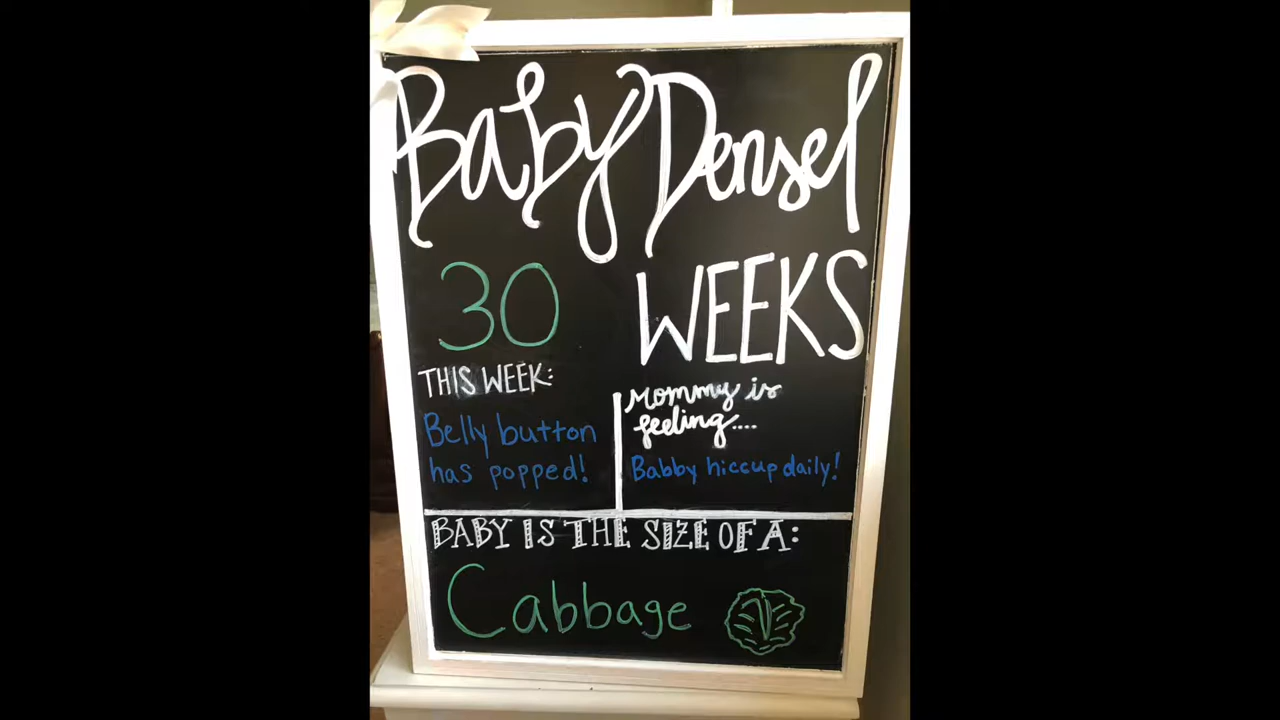 Baby Densel
30 WEEKS
THIS WEEK:
Belly button
has popped!
Mommy is
feeling....
Babby hiccup daily!
BABY IS THE SIZE OF A:
Cabbage